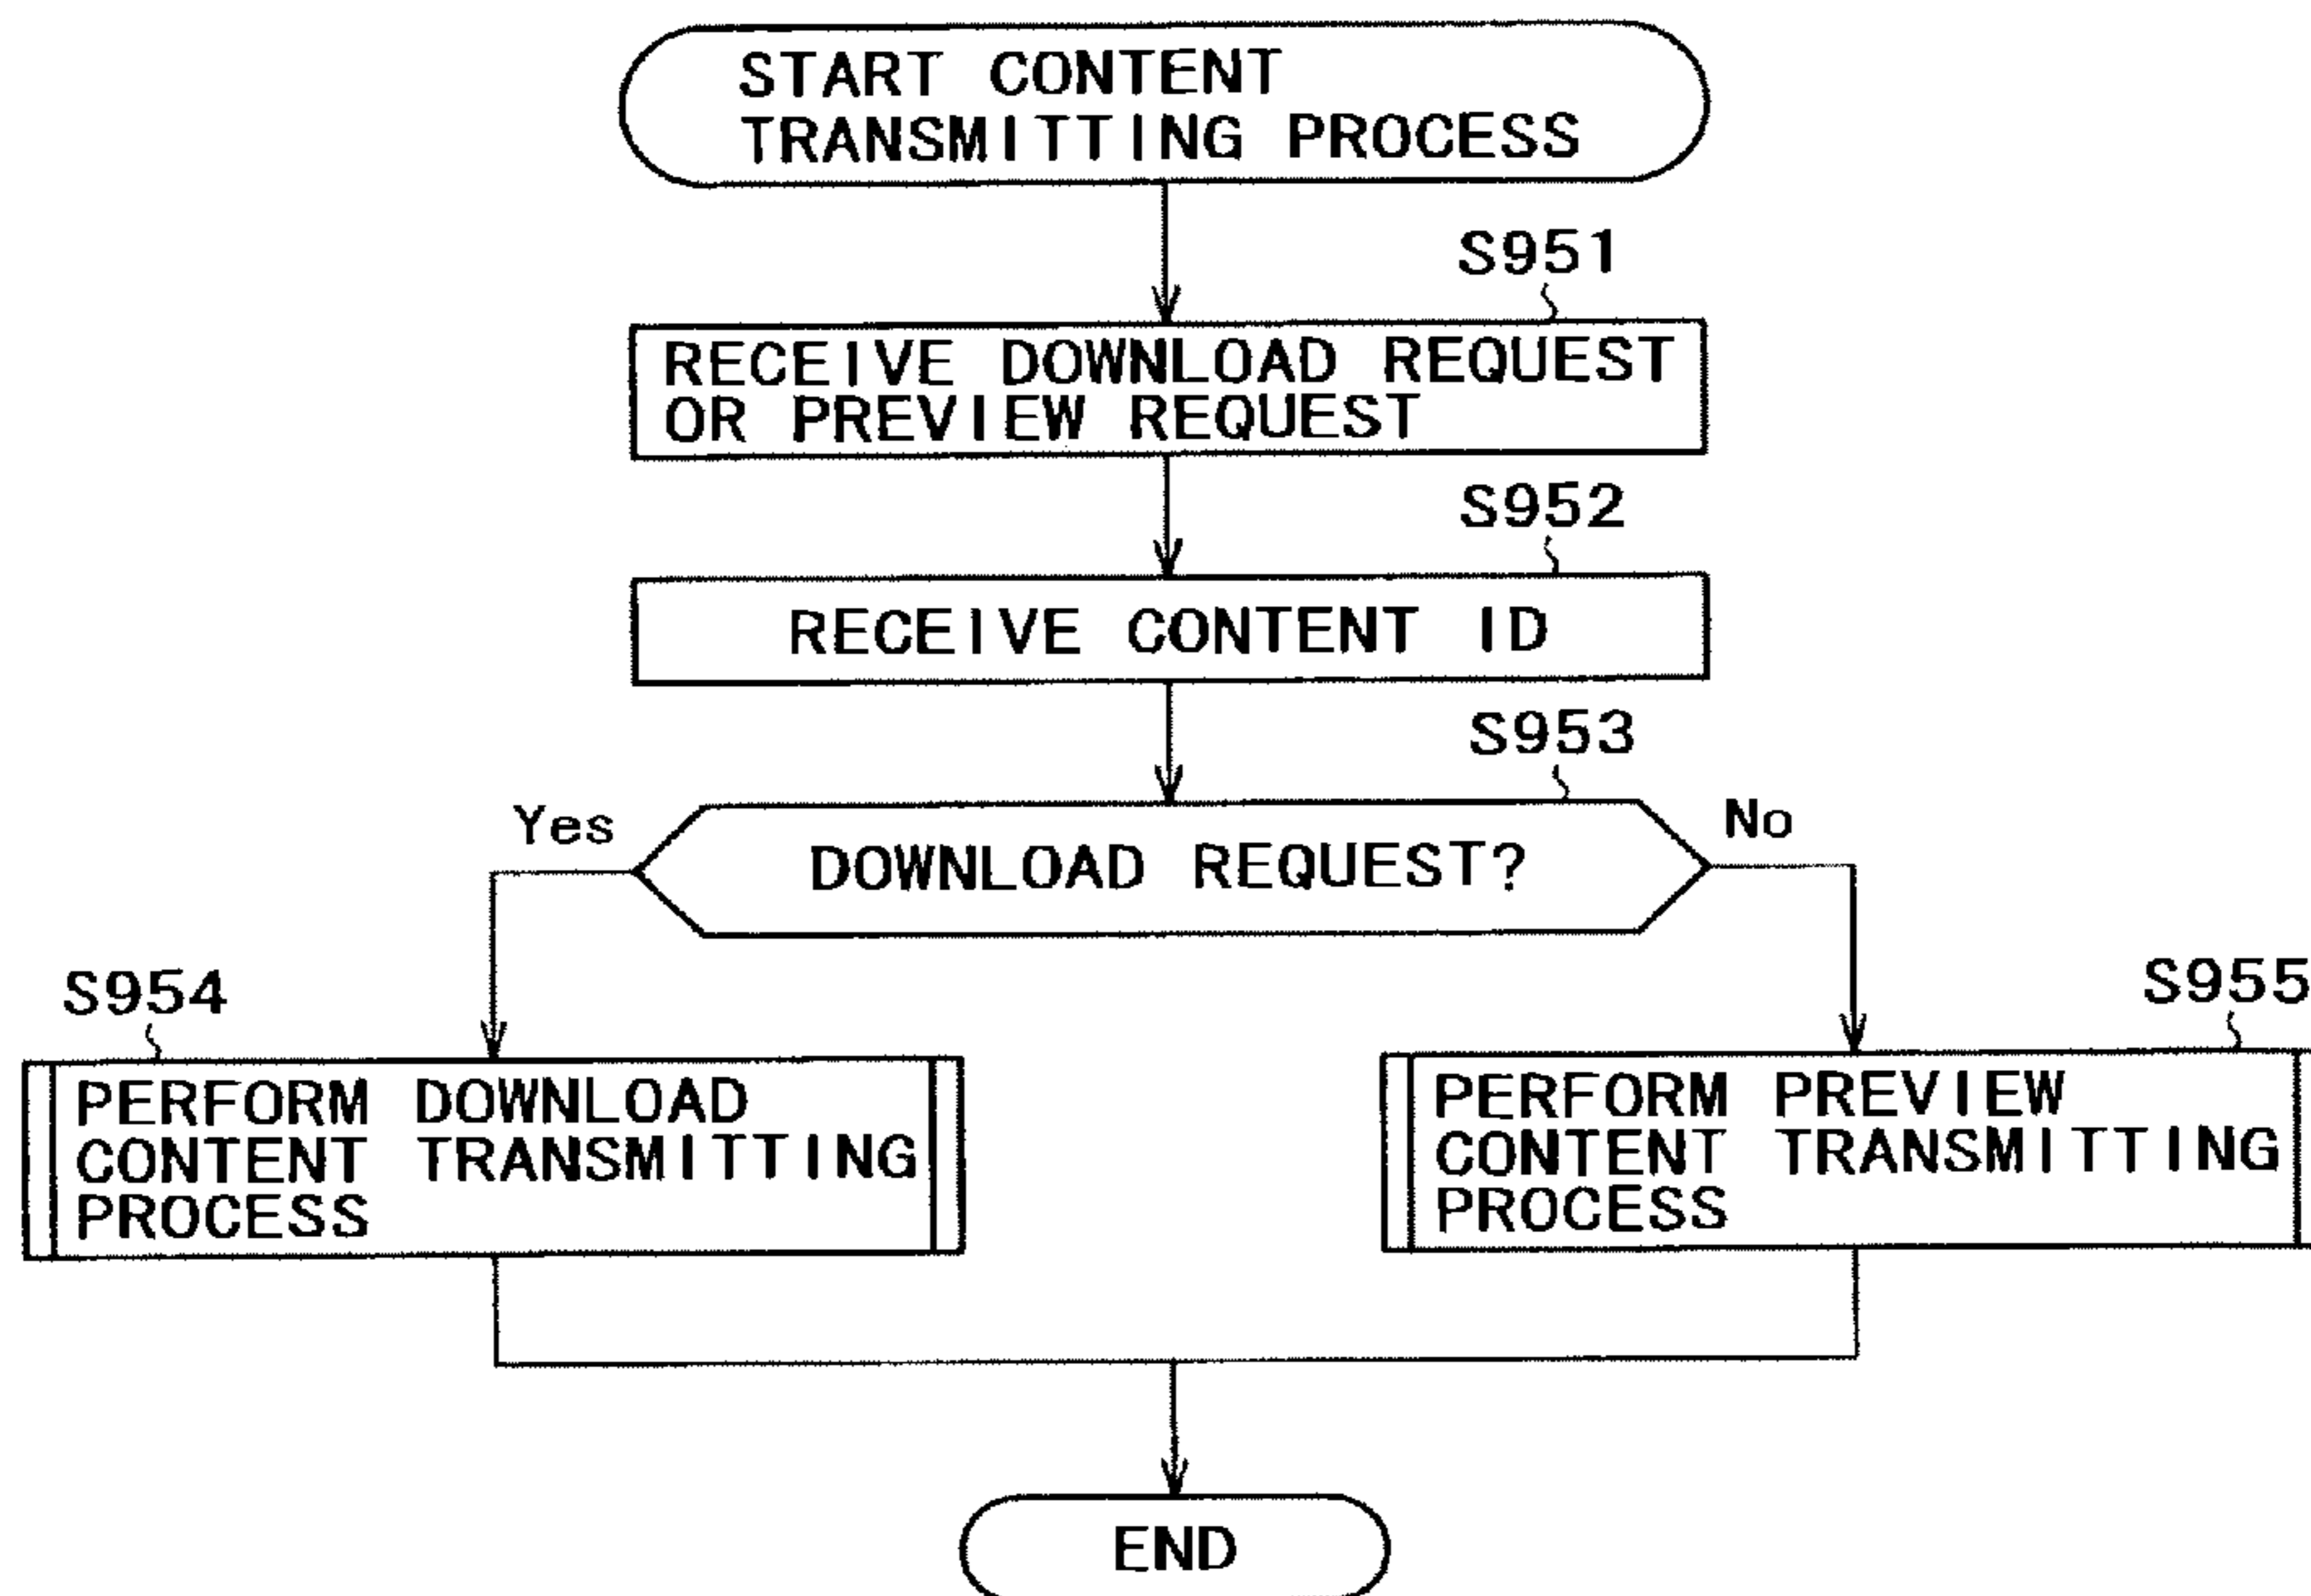 START CONTENT
TRANSMITTING PROCESS
S951
RECEIVE DOWNLOAD REQUEST
OR PREVIEW REQUEST
S952
RECEIVE CONTENT ID
S953
Yes
DOWNLOAD REQUEST?
No
S954
PERFORM DOWNLOAD
CONTENT TRANSMITTING
PROCESS
S955
PERFORM PREVIEW
CONTENT TRANSMITTING
PROCESS
END